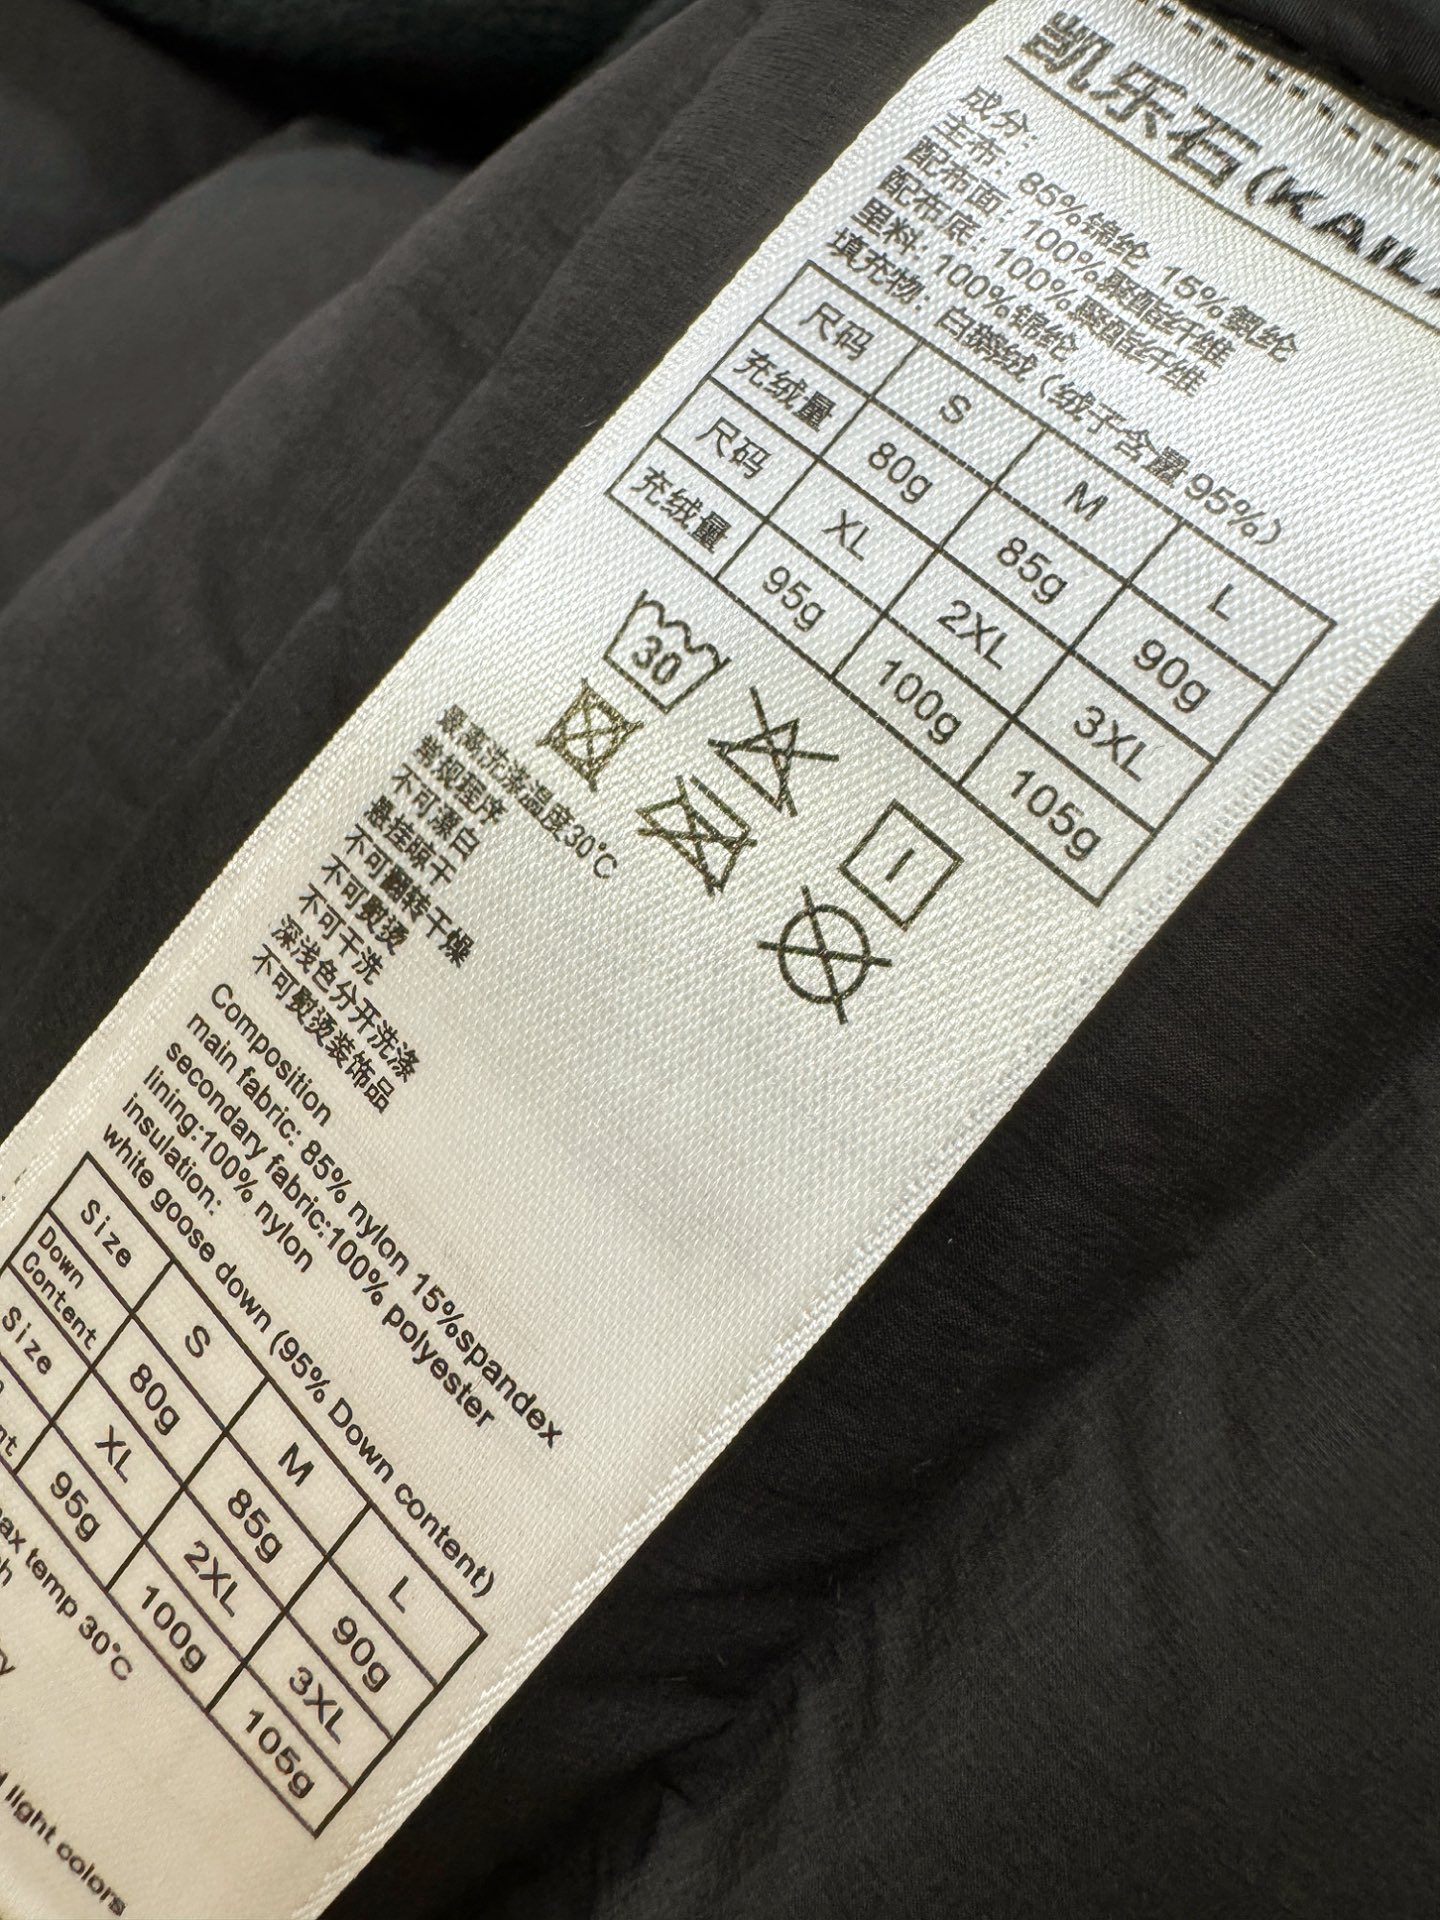 凯乐石(KAIL
成分:
主布: 85%锦纶 15%氨纶
配布面: 100%聚酯纤维
配布底: 100%聚酯纤维
里料: 100%锦纶
填充物: 白鹅绒 (绒子含量95%)
尺码 S M L
充绒量 80g 85g 90g
尺码 XL 2XL 3XL
充绒量 95g 100g 105g
30
最高洗涤温度30℃
常规程序
不可漂白
悬挂晾干
不可翻转干燥
不可熨烫
不可干洗
深浅色分开洗涤
不可熨烫装饰品
Composition
main fabric: 85% nylon 15%spandex
secondary fabric:100% polyester
lining:100% nylon
insulation:
white goose down (95% Down content)
Size S M L
Down Content 80g 85g 90g
Size XL 2XL 3XL
nt 95g 100g 105g
ax temp 30℃
light colors